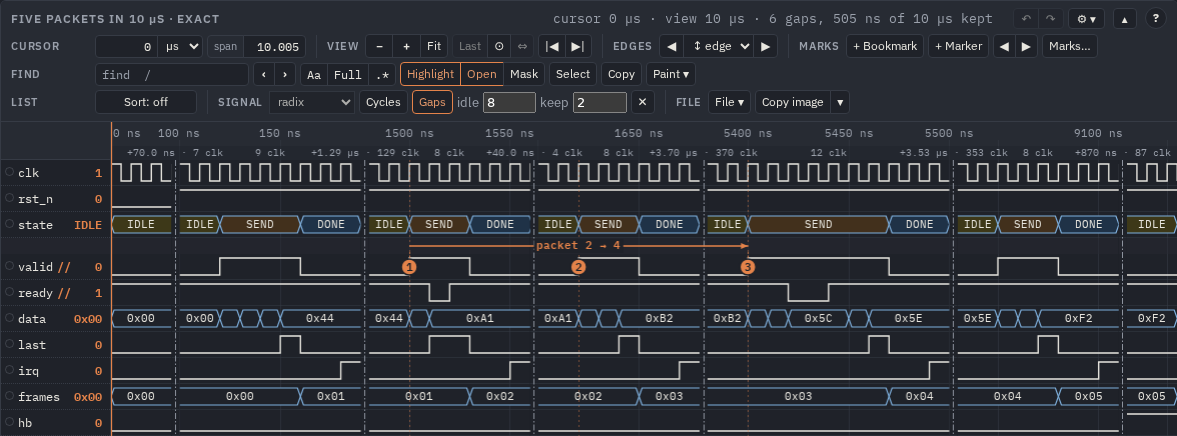 FIVE PACKETS IN 10 µS · EXACT cursor 0 µs · view 10 µs · 6 gaps, 505 ns of 10 µs kept ↶ ↷ ⚙ ▾ ▴ ?
CURSOR 0 µs span 10.005 VIEW − + Fit Last ⊙ ⇔ |◀ ▶| EDGES ◀ ↕ edge ▶ MARKS + Bookmark + Marker ◀ ▶ Marks…
FIND find / ‹ › Aa Full .* Highlight Open Mask Select Copy Paint ▾
LIST Sort: off SIGNAL radix Cycles Gaps idle 8 keep 2 ✕ FILE File ▾ Copy image ▾
0 ns 100 ns 150 ns 1500 ns 1550 ns 1650 ns 5400 ns 5450 ns 5500 ns 9100 ns
+70.0 ns · 7 clk 9 clk +1.29 µs · 129 clk 8 clk +40.0 ns · 4 clk 8 clk +3.70 µs · 370 clk 12 clk +3.53 µs · 353 clk 8 clk +870 ns · 87 clk
clk 1
rst_n 0
state IDLE IDLE IDLE SEND DONE IDLE SEND DONE IDLE SEND DONE IDLE SEND DONE IDLE SEND DONE IDLE
packet 2 → 4
valid // 0 1 2 3
ready // 1
data 0x00 0x00 0x00 0x44 0x44 0xA1 0xA1 0xB2 0xB2 0x5C 0x5E 0x5E 0xF2 0xF2
last 0
irq 0
frames 0x00 0x00 0x00 0x01 0x01 0x02 0x02 0x03 0x03 0x04 0x04 0x05 0x05
hb 0